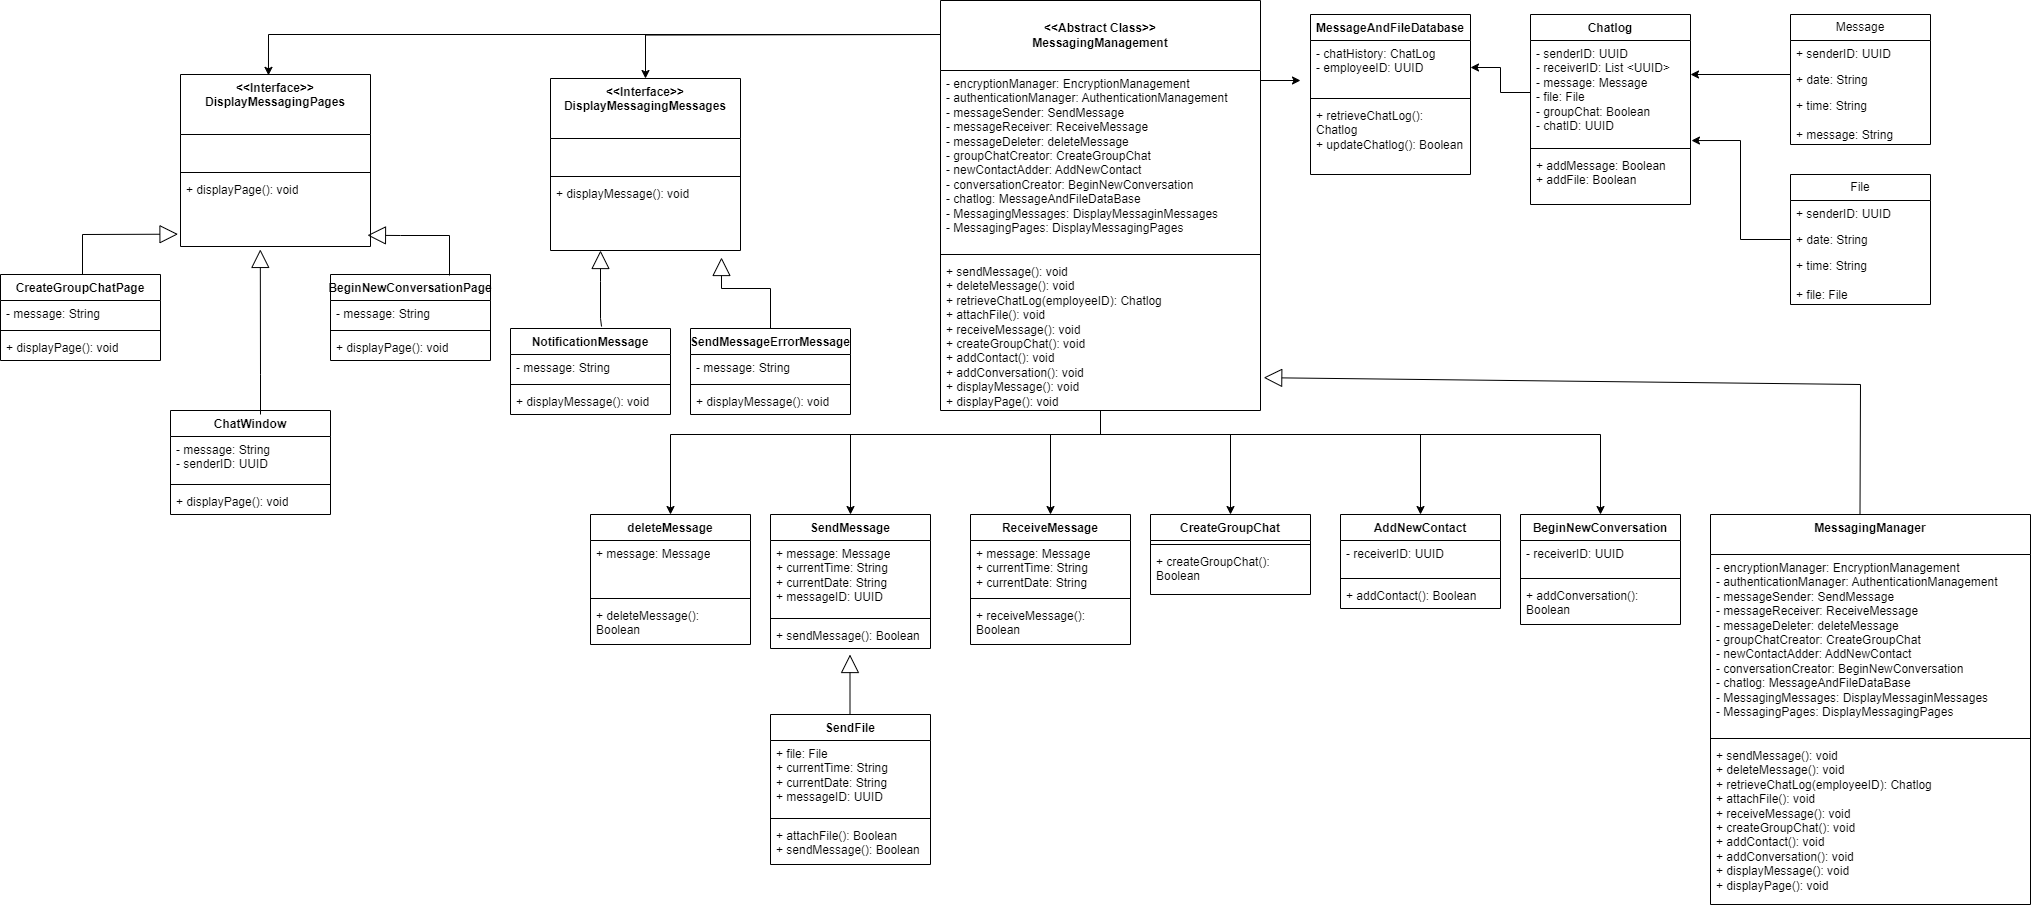 <<Interface>>
DisplayMessagingPages
+ displayPage(): void
CreateGroupChatPage
- message: String
+ displayPage(): void
BeginNewConversationPage
- message: String
+ displayPage(): void
ChatWindow
- message: String
- senderID: UUID
+ displayPage(): void
<<Interface>>
DisplayMessagingMessages
+ displayMessage(): void
NotificationMessage
- message: String
+ displayMessage(): void
SendMessageErrorMessage
- message: String
+ displayMessage(): void
<<Abstract Class>>
MessagingManagement
- encryptionManager: EncryptionManagement
- authenticationManager: AuthenticationManagement
- messageSender: SendMessage
- messageReceiver: ReceiveMessage
- messageDeleter: deleteMessage
- groupChatCreator: CreateGroupChat
- newContactAdder: AddNewContact
- conversationCreator: BeginNewConversation
- chatlog: MessageAndFileDataBase
- MessagingMessages: DisplayMessaginMessages
- MessagingPages: DisplayMessagingPages
+ sendMessage(): void
+ deleteMessage(): void
+ retrieveChatLog(employeeID): Chatlog
+ attachFile(): void
+ receiveMessage(): void
+ createGroupChat(): void
+ addContact(): void
+ addConversation(): void
+ displayMessage(): void
+ displayPage(): void
MessageAndFileDatabase
- chatHistory: ChatLog
- employeeID: UUID
+ retrieveChatLog():
Chatlog
+ updateChatlog(): Boolean
Chatlog
- senderID: UUID
- receiverID: List <UUID>
- message: Message
- file: File
- groupChat: Boolean
- chatID: UUID
+ addMessage: Boolean
+ addFile: Boolean
Message
+ senderID: UUID
+ date: String
+ time: String
+ message: String
File
+ senderID: UUID
+ date: String
+ time: String
+ file: File
deleteMessage
+ message: Message
+ deleteMessage():
Boolean
SendMessage
+ message: Message
+ currentTime: String
+ currentDate: String
+ messageID: UUID
+ sendMessage(): Boolean
SendFile
+ file: File
+ currentTime: String
+ currentDate: String
+ messageID: UUID
+ attachFile(): Boolean
+ sendMessage(): Boolean
ReceiveMessage
+ message: Message
+ currentTime: String
+ currentDate: String
+ receiveMessage():
Boolean
CreateGroupChat
+ createGroupChat():
Boolean
AddNewContact
- receiverID: UUID
+ addContact(): Boolean
BeginNewConversation
- receiverID: UUID
+ addConversation():
Boolean
MessagingManager
- encryptionManager: EncryptionManagement
- authenticationManager: AuthenticationManagement
- messageSender: SendMessage
- messageReceiver: ReceiveMessage
- messageDeleter: deleteMessage
- groupChatCreator: CreateGroupChat
- newContactAdder: AddNewContact
- conversationCreator: BeginNewConversation
- chatlog: MessageAndFileDataBase
- MessagingMessages: DisplayMessaginMessages
- MessagingPages: DisplayMessagingPages
+ sendMessage(): void
+ deleteMessage(): void
+ retrieveChatLog(employeeID): Chatlog
+ attachFile(): void
+ receiveMessage(): void
+ createGroupChat(): void
+ addContact(): void
+ addConversation(): void
+ displayMessage(): void
+ displayPage(): void